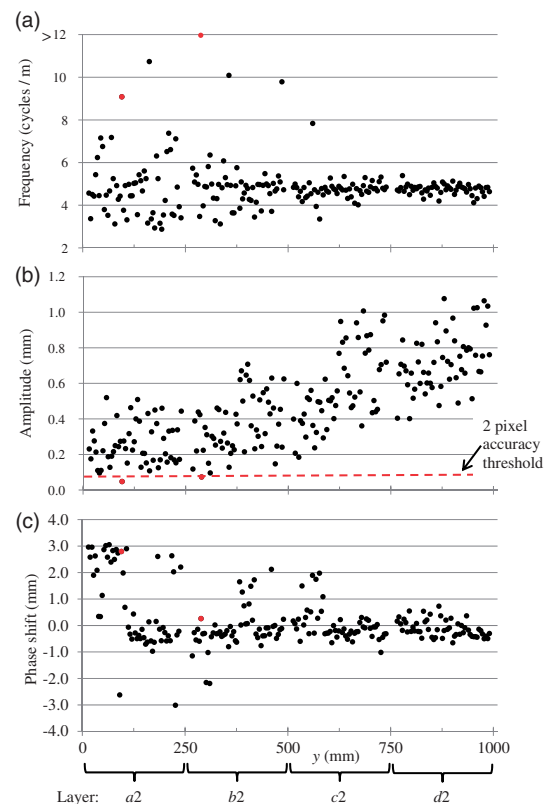 (a)
>12
10
8
6
4
2
Frequency (cycles / m)
(b)
1.2
1.0
0.8
0.6
0.4
0.2
0.0
Amplitude (mm)
2 pixel
accuracy
threshold
(c)
4.0
3.0
2.0
1.0
0.0
-1.0
-2.0
-3.0
-4.0
Phase shift (mm)
0 250 500 750 1000
y (mm)
Layer: a2 b2 c2 d2